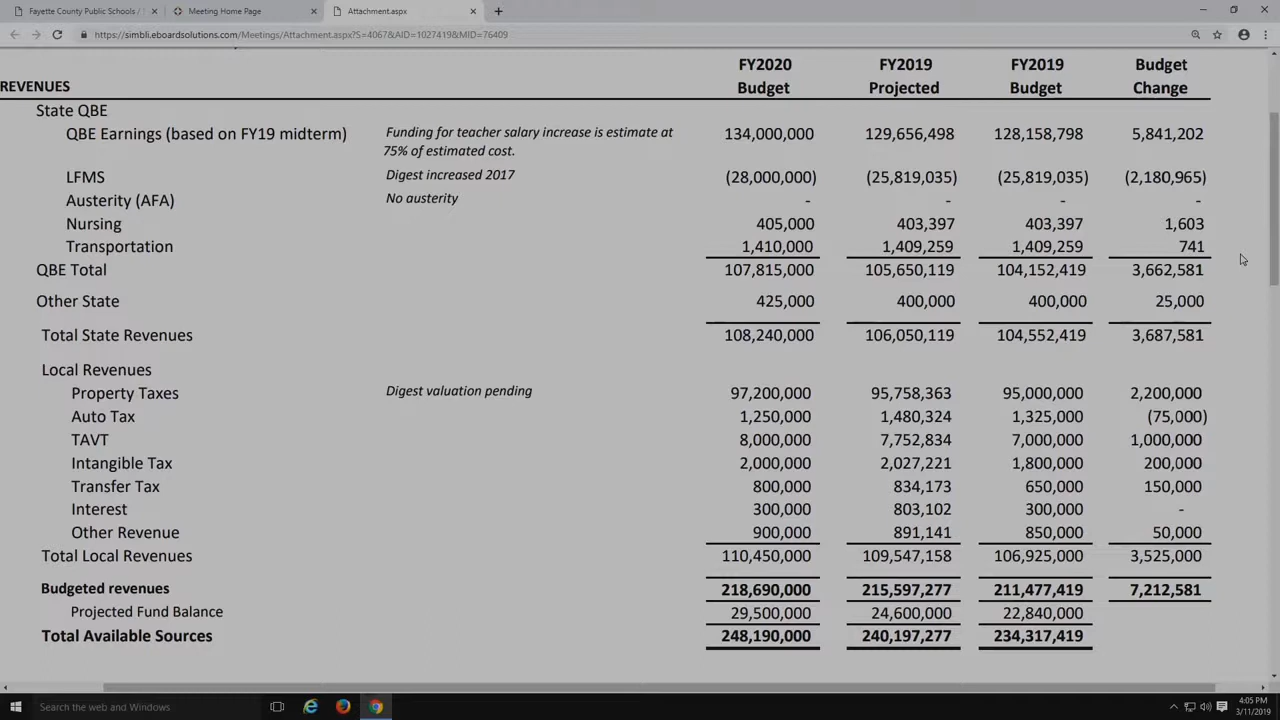 Fayette County Public Schools /
Meeting Home Page
Attachment.aspx
https://simbli.eboardsolutions.com/Meetings/Attachment.aspx?S=4067&AID=1027419&MID=76409
FY2020 FY2019 FY2019 Budget
REVENUES Budget Projected Budget Change
State QBE
QBE Earnings (based on FY19 midterm) Funding for teacher salary increase is estimate at 134,000,000 129,656,498 128,158,798 5,841,202
75% of estimated cost.
LFMS Digest increased 2017 (28,000,000) (25,819,035) (25,819,035) (2,180,965)
Austerity (AFA) No austerity - - - -
Nursing 405,000 403,397 403,397 1,603
Transportation 1,410,000 1,409,259 1,409,259 741
QBE Total 107,815,000 105,650,119 104,152,419 3,662,581
Other State 425,000 400,000 400,000 25,000
Total State Revenues 108,240,000 106,050,119 104,552,419 3,687,581
Local Revenues
Property Taxes Digest valuation pending 97,200,000 95,758,363 95,000,000 2,200,000
Auto Tax 1,250,000 1,480,324 1,325,000 (75,000)
TAVT 8,000,000 7,752,834 7,000,000 1,000,000
Intangible Tax 2,000,000 2,027,221 1,800,000 200,000
Transfer Tax 800,000 834,173 650,000 150,000
Interest 300,000 803,102 300,000 -
Other Revenue 900,000 891,141 850,000 50,000
Total Local Revenues 110,450,000 109,547,158 106,925,000 3,525,000
Budgeted revenues 218,690,000 215,597,277 211,477,419 7,212,581
Projected Fund Balance 29,500,000 24,600,000 22,840,000
Total Available Sources 248,190,000 240,197,277 234,317,419
Search the web and Windows
4:05 PM
3/11/2019